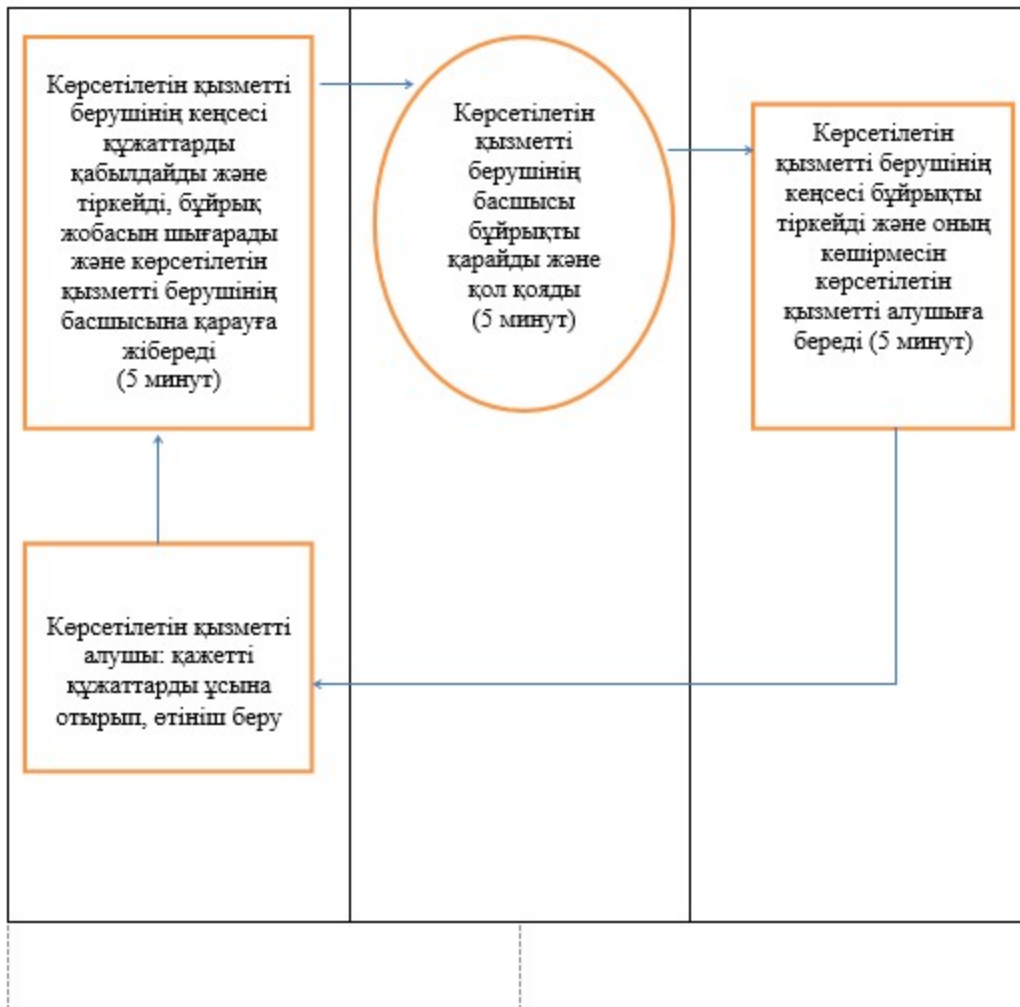 Көрсетілетін қызметті
берушінің кеңсесі
құжаттарды
қабылдайды және
тіркейді, бұйрық
жобасын шығарады
және көрсетілетін
қызметті берушінің
басшысына қарауға
жібереді
(5 минут)
Көрсетілетін
қызметті
берушінің
басшысы
бұйрықты
қарайды және
қол қояды
(5 минут)
Көрсетілетін
қызметті берушінің
кеңсесі бұйрықты
тіркейді және оның
көшірмесін
көрсетілетін
қызметті алушыға
береді (5 минут)
Көрсетілетін қызметті
алушы: қажетті
құжаттарды ұсына
отырып, өтініш беру